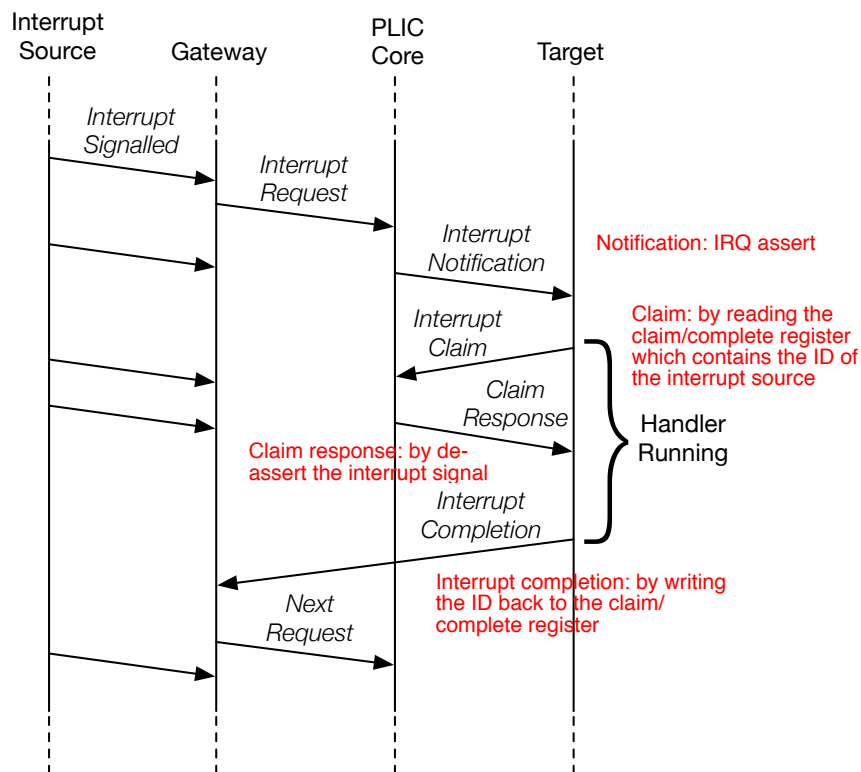 Interrupt
Source
Gateway
PLIC
Core
Target
Interrupt
Signalled
Interrupt
Request
Interrupt
Notification
Notification: IRQ assert
Interrupt
Claim
Claim: by reading the
claim/complete register
which contains the ID of
the interrupt source
Claim
Response
Handler
Running
Claim response: by de-
assert the interrupt signal
Interrupt
Completion
Interrupt completion: by writing
the ID back to the claim/
complete register
Next
Request